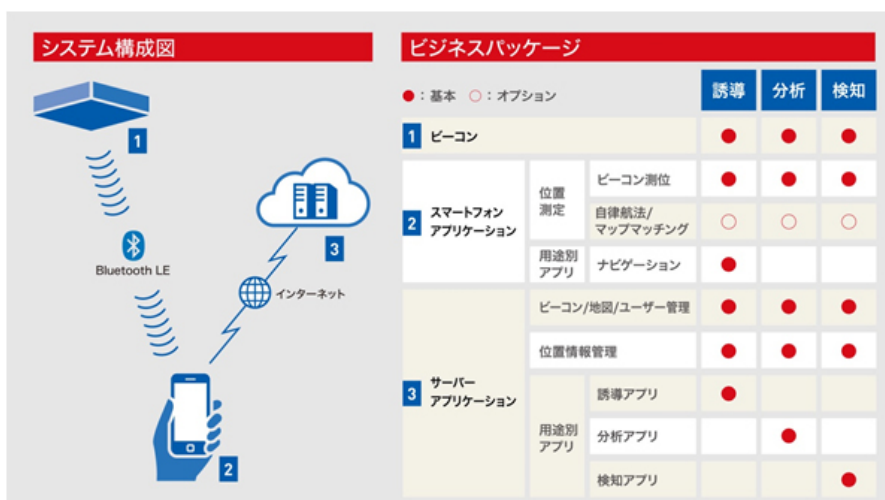 システム構成図
1
Bluetooth LE
3
インターネット
2
ビジネスパッケージ
●：基本 ○：オプション
誘導 分析 検知
1 ビーコン ● ● ●
2 スマートフォン
アプリケーション
位置
測定
ビーコン測位 ● ● ●
自律航法/
マップマッチング ○ ○ ○
用途別
アプリ
ナビゲーション ●
3 サーバー
アプリケーション
ビーコン/地図/ユーザー管理 ● ● ●
位置情報管理 ● ● ●
用途別
アプリ
誘導アプリ ●
分析アプリ ●
検知アプリ ●